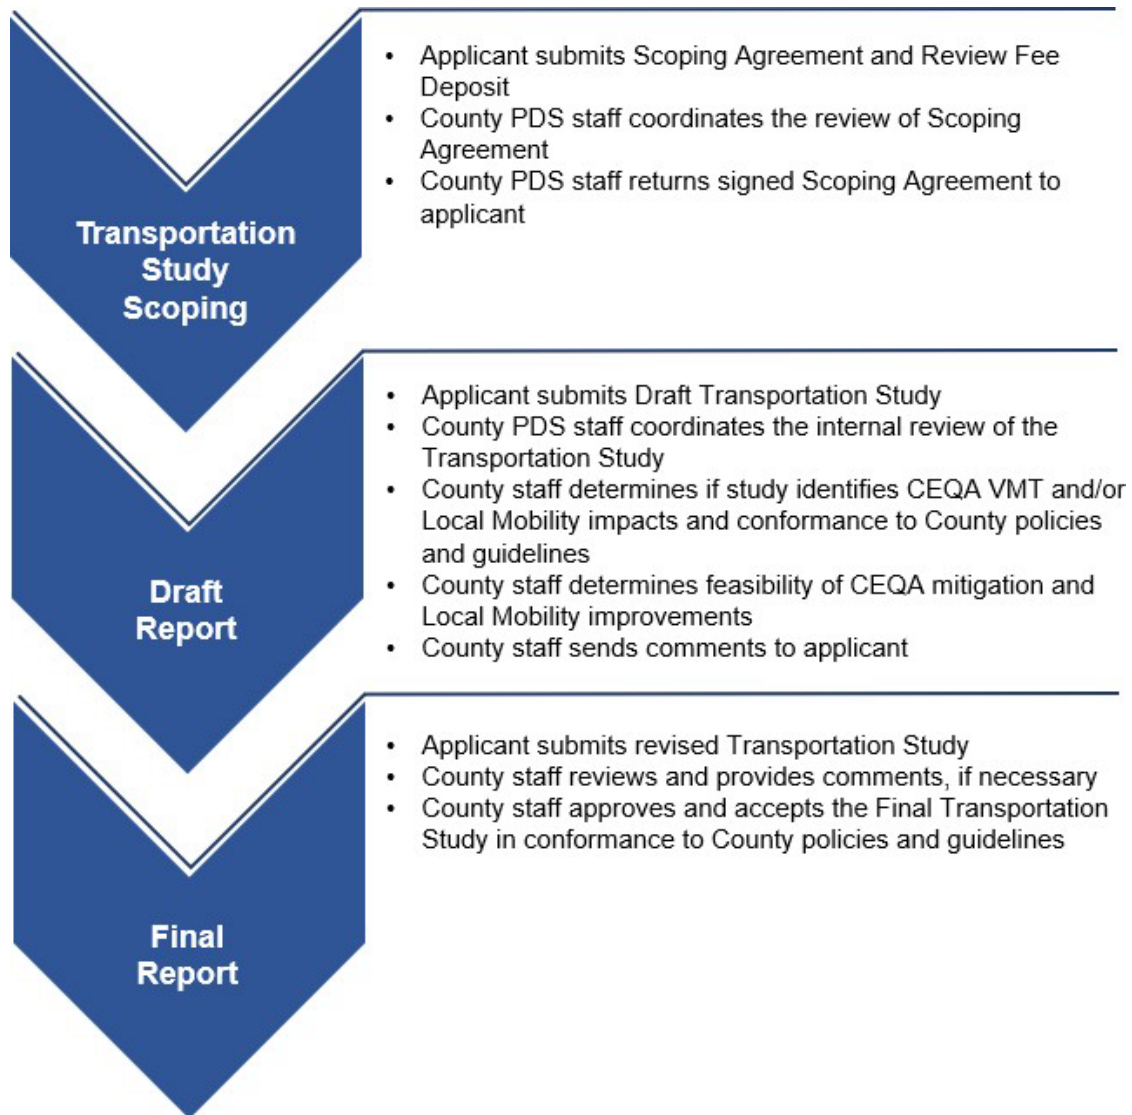 Transportation
Study
Scoping
• Applicant submits Scoping Agreement and Review Fee
Deposit
• County PDS staff coordinates the review of Scoping
Agreement
• County PDS staff returns signed Scoping Agreement to
applicant
Draft
Report
• Applicant submits Draft Transportation Study
• County PDS staff coordinates the internal review of the
Transportation Study
• County staff determines if study identifies CEQA VMT and/or
Local Mobility impacts and conformance to County policies
and guidelines
• County staff determines feasibility of CEQA mitigation and
Local Mobility improvements
• County staff sends comments to applicant
Final
Report
• Applicant submits revised Transportation Study
• County staff reviews and provides comments, if necessary
• County staff approves and accepts the Final Transportation
Study in conformance to County policies and guidelines